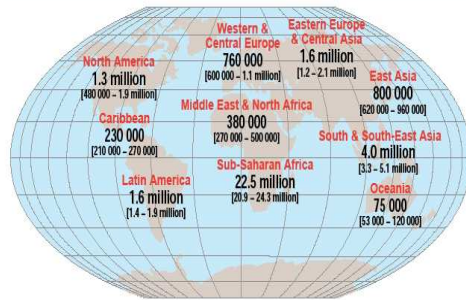 Western &
Central Europe
760 000
[600 000 – 1.1 million]
Eastern Europe
& Central Asia
1.6 million
[1.2 – 2.1 million]
North America
1.3 million
[480 000 – 1.9 million]
East Asia
800 000
[620 000 – 960 000]
Middle East & North Africa
380 000
[270 000 – 500 000]
Caribbean
230 000
[210 000 – 270 000]
South & South-East Asia
4.0 million
[3.3 – 5.1 million]
Sub-Saharan Africa
22.5 million
[20.9 – 24.3 million]
Latin America
1.6 million
[1.4 – 1.9 million]
Oceania
75 000
[53 000 – 120 000]